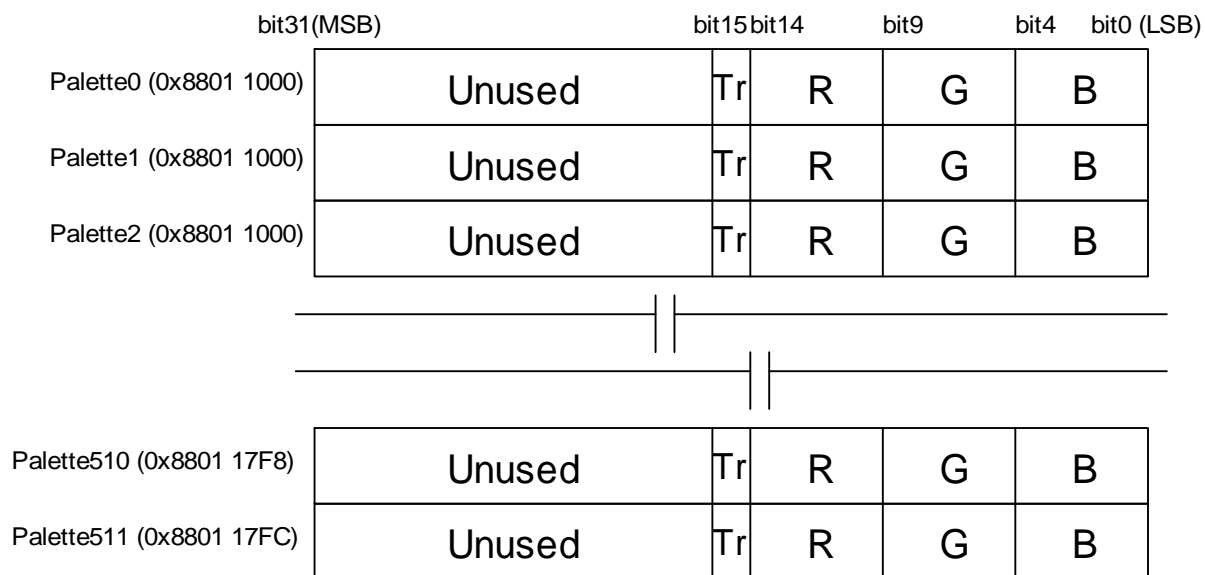 bit31(MSB) bit15 bit14 bit9 bit4 bit0 (LSB)
Palette0 (0x8801 1000) Unused Tr R G B
Palette1 (0x8801 1000) Unused Tr R G B
Palette2 (0x8801 1000) Unused Tr R G B
Palette510 (0x8801 17F8) Unused Tr R G B
Palette511 (0x8801 17FC) Unused Tr R G B